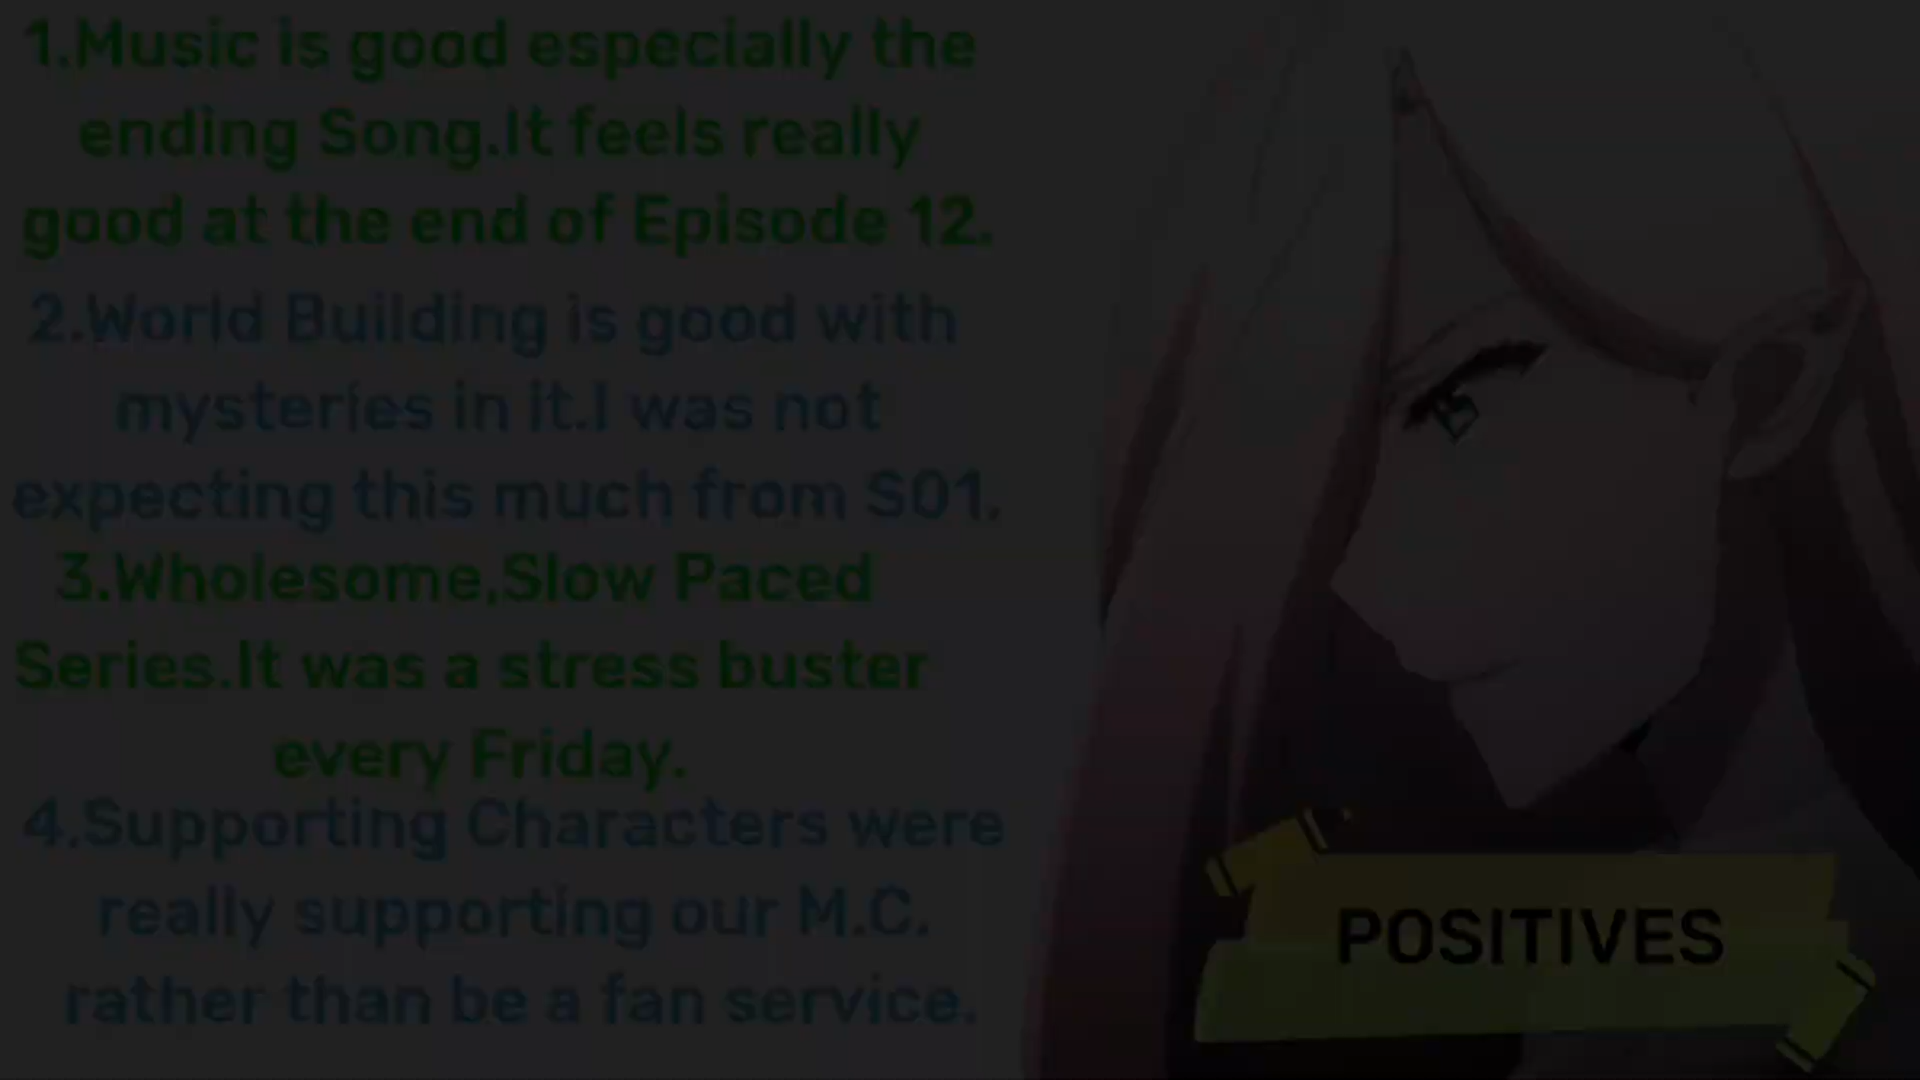 1.Music is good especially the
ending Song.It feels really
good at the end of Episode 12.
2.World Building is good with
mysteries in it.I was not
expecting this much from S01.
3.Wholesome,Slow Paced
Series.It was a stress buster
every Friday.
4.Supporting Characters were
really supporting our M.C.
rather than be a fan service.
POSITIVES